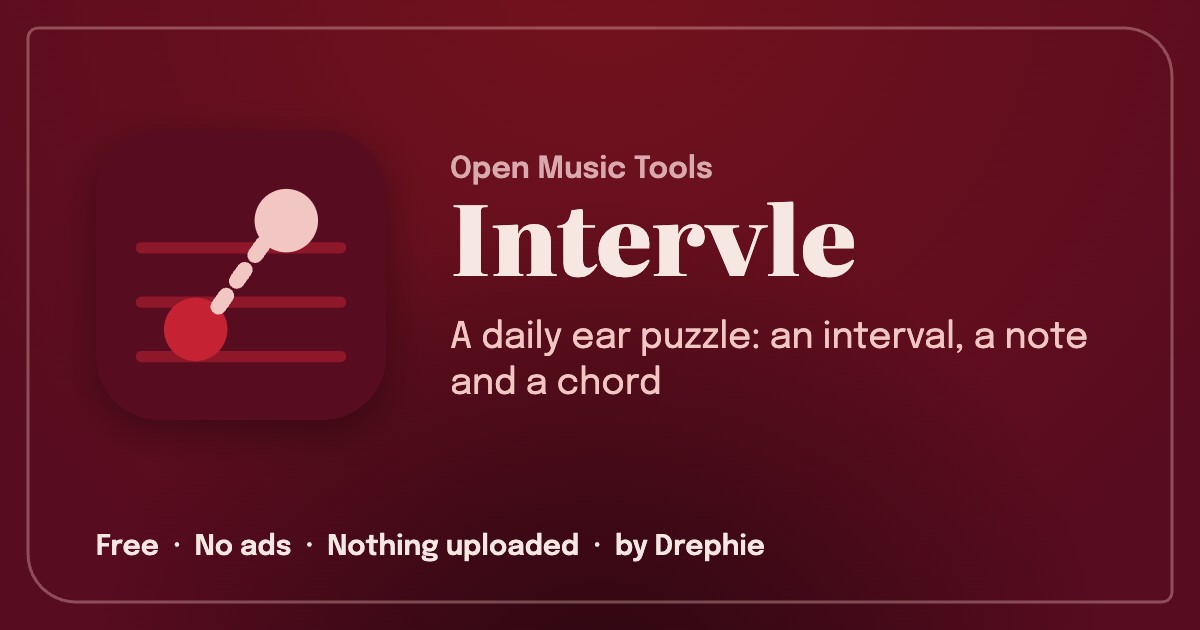 Open Music Tools
Intervle
A daily ear puzzle: an interval, a note
and a chord
Free · No ads · Nothing uploaded · by Drephie